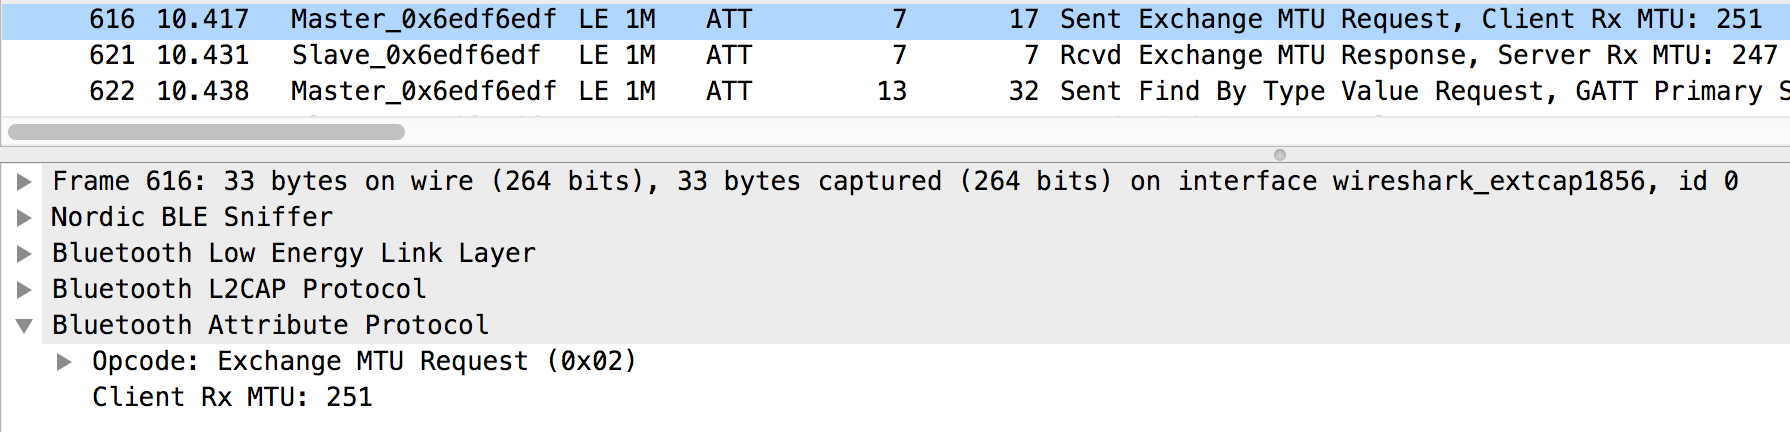 616 10.417 Master_0x6edf6edf LE 1M ATT 7 17 Sent Exchange MTU Request, Client Rx MTU: 251
621 10.431 Slave_0x6edf6edf LE 1M ATT 7 7 Rcvd Exchange MTU Response, Server Rx MTU: 247
622 10.438 Master_0x6edf6edf LE 1M ATT 13 32 Sent Find By Type Value Request, GATT Primary S
Frame 616: 33 bytes on wire (264 bits), 33 bytes captured (264 bits) on interface wireshark_extcap1856, id 0
Nordic BLE Sniffer
Bluetooth Low Energy Link Layer
Bluetooth L2CAP Protocol
Bluetooth Attribute Protocol
Opcode: Exchange MTU Request (0x02)
Client Rx MTU: 251